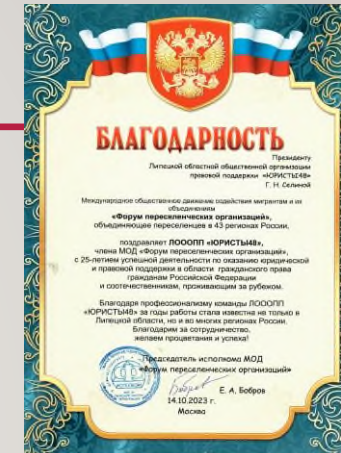 БЛАГОДАРНОСТЬ
Президенту
Липецкой областной общественной организации
правовой поддержки «ЮРИСТЫ48»
Г. Н. Селиной
Международное общественное движение содействия мигрантам и их
объединениям
«Форум переселенческих организаций»,
объединяющее переселенцев в 43 регионах России,
поздравляет ЛОООПП «ЮРИСТЫ48»,
члена МОД «Форум переселенческих организаций»,
с 25-летием успешной деятельности по оказанию юридической
и правовой поддержки в области гражданского права
гражданам Российской Федерации
и соотечественникам, проживающим за рубежом.
Благодаря профессионализму команды ЛОООПП
«ЮРИСТЫ48» за годы работы стала известна не только в
Липецкой области, но и во многих регионах России.
Благодарим за сотрудничество,
желаем процветания и успеха!
Председатель исполкома МОД
«Форум переселенческих организаций»
Е. А. Бобров
14.10.2023 г.
Москва